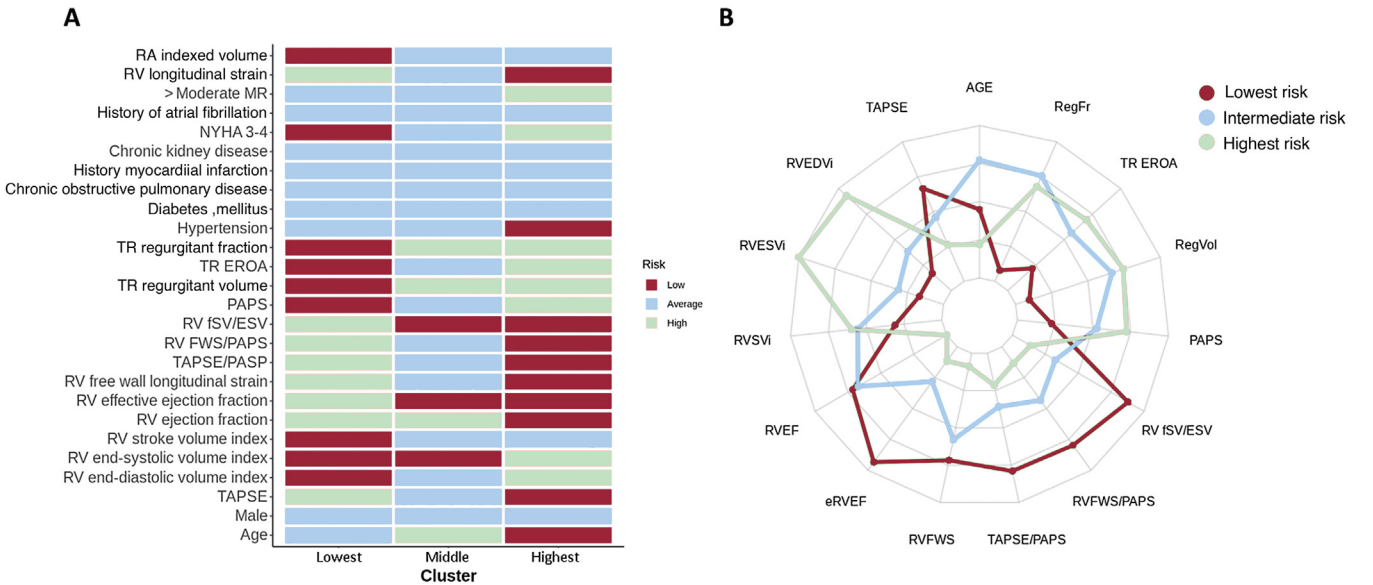 A
RA indexed volume
RV longitudinal strain
> Moderate MR
History of atrial fibrillation
NYHA 3-4
Chronic kidney disease
History myocardiial infarction
Chronic obstructive pulmonary disease
Diabetes ,mellitus
Hypertension
TR regurgitant fraction
TR EROA
TR regurgitant volume
PAPS
RV fSV/ESV
RV FWS/PAPS
TAPSE/PASP
RV free wall longitudinal strain
RV effective ejection fraction
RV ejection fraction
RV stroke volume index
RV end-systolic volume index
RV end-diastolic volume index
TAPSE
Male
Age
Lowest Middle Highest
Cluster
Risk
Low
Average
High
B
AGE
RegFr
TR EROA
RegVol
PAPS
RV fSV/ESV
RVFWS/PAPS
TAPSE/PAPS
RVFWS
eRVEF
RVEF
RVSVi
RVESVi
RVEDVi
TAPSE
Lowest risk
Intermediate risk
Highest risk